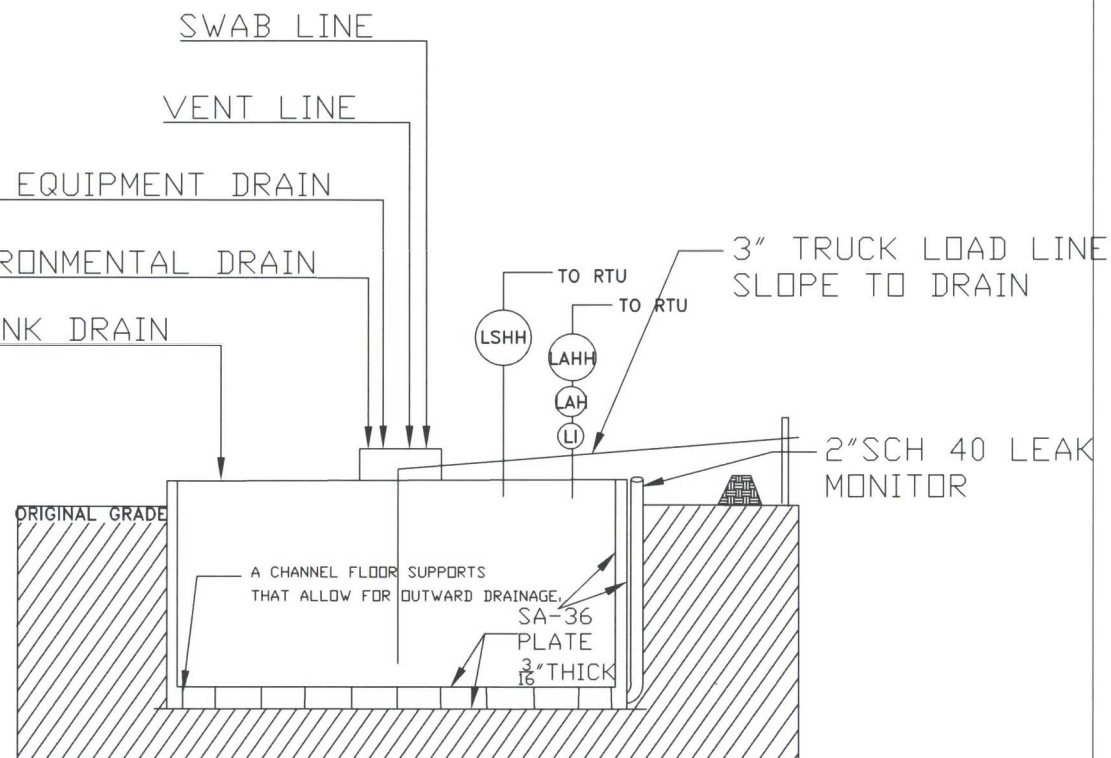 SWAB LINE
VENT LINE
EQUIPMENT DRAIN
RONMENTAL DRAIN
NK DRAIN
TO RTU
TO RTU
3" TRUCK LOAD LINE
SLOPE TO DRAIN
LSHH
LAHH
LAH
LI
2"SCH 40 LEAK
MONITOR
ORIGINAL GRADE
A CHANNEL FLOOR SUPPORTS
THAT ALLOW FOR OUTWARD DRAINAGE.
SA-36
PLATE
3/16"THICK